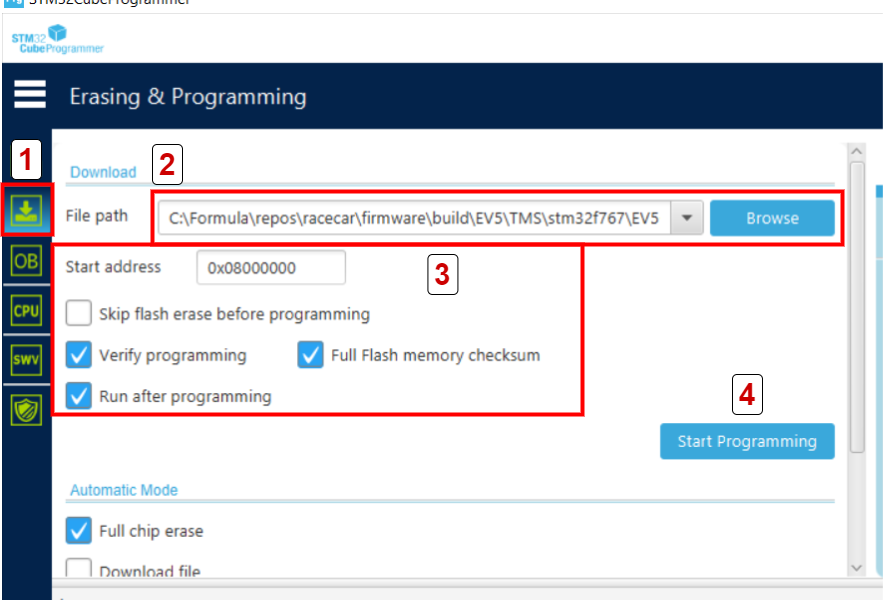 STM32CubeProgrammer
STM32
CubeProgrammer
Erasing & Programming
1
2
Download
File path C:\Formula\repos\racecar\firmware\build\EV5\TMS\stm32f767\EV5 Browse
OB
Start address 0x08000000
3
CPU
Skip flash erase before programming
SWV
Verify programming Full Flash memory checksum
Run after programming
4
Start Programming
Automatic Mode
Full chip erase
Download file